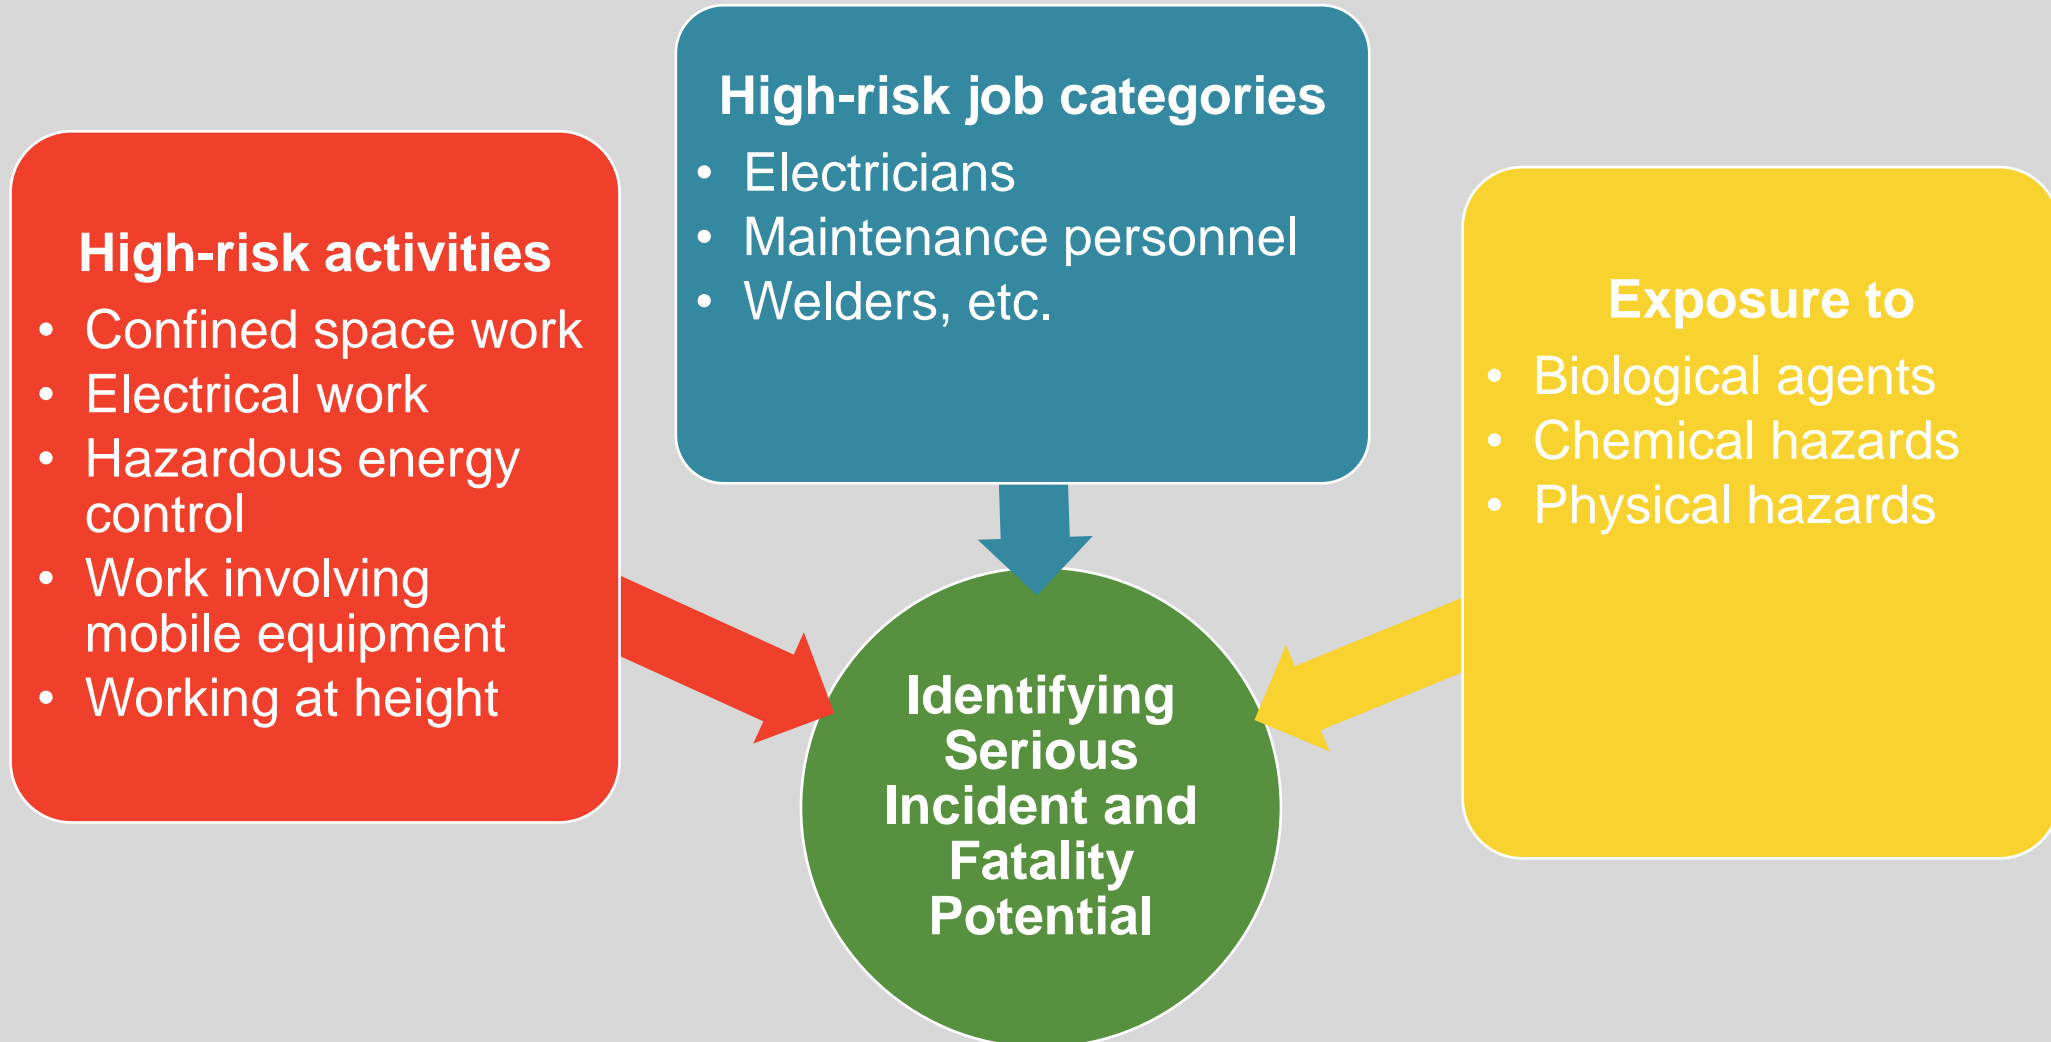 High-risk activities
• Confined space work
• Electrical work
• Hazardous energy
control
• Work involving
mobile equipment
• Working at height
High-risk job categories
• Electricians
• Maintenance personnel
• Welders, etc.
Exposure to
• Biological agents
• Chemical hazards
• Physical hazards
Identifying
Serious
Incident and
Fatality
Potential